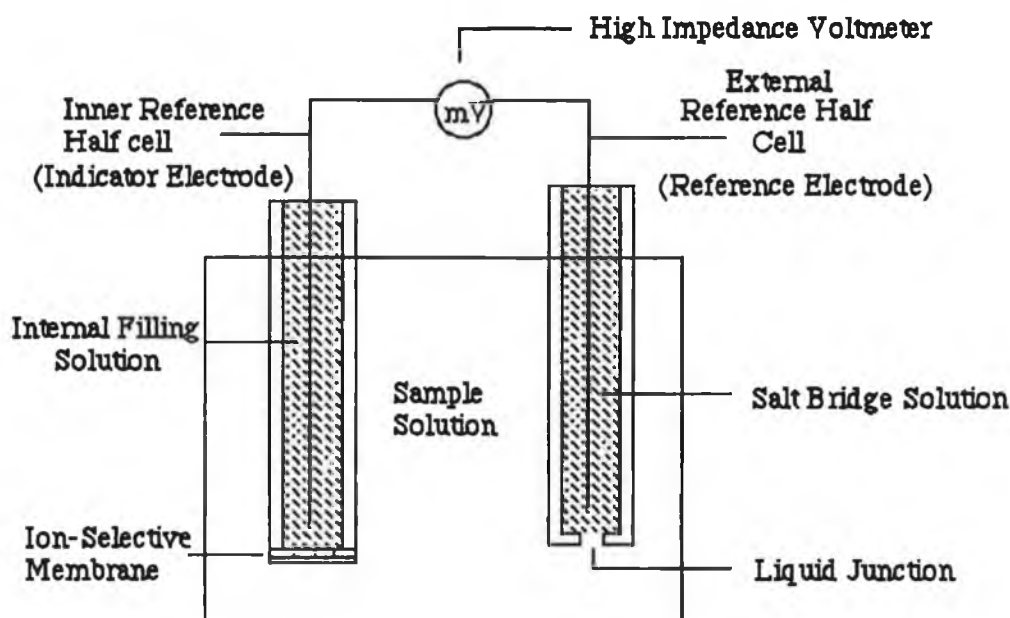 High Impedance Voltmeter
mV
Inner Reference
Half cell
(Indicator Electrode)
External
Reference Half
Cell
(Reference Electrode)
Internal Filling
Solution
Sample
Solution
Salt Bridge Solution
Ion-Selective
Membrane
Liquid Junction